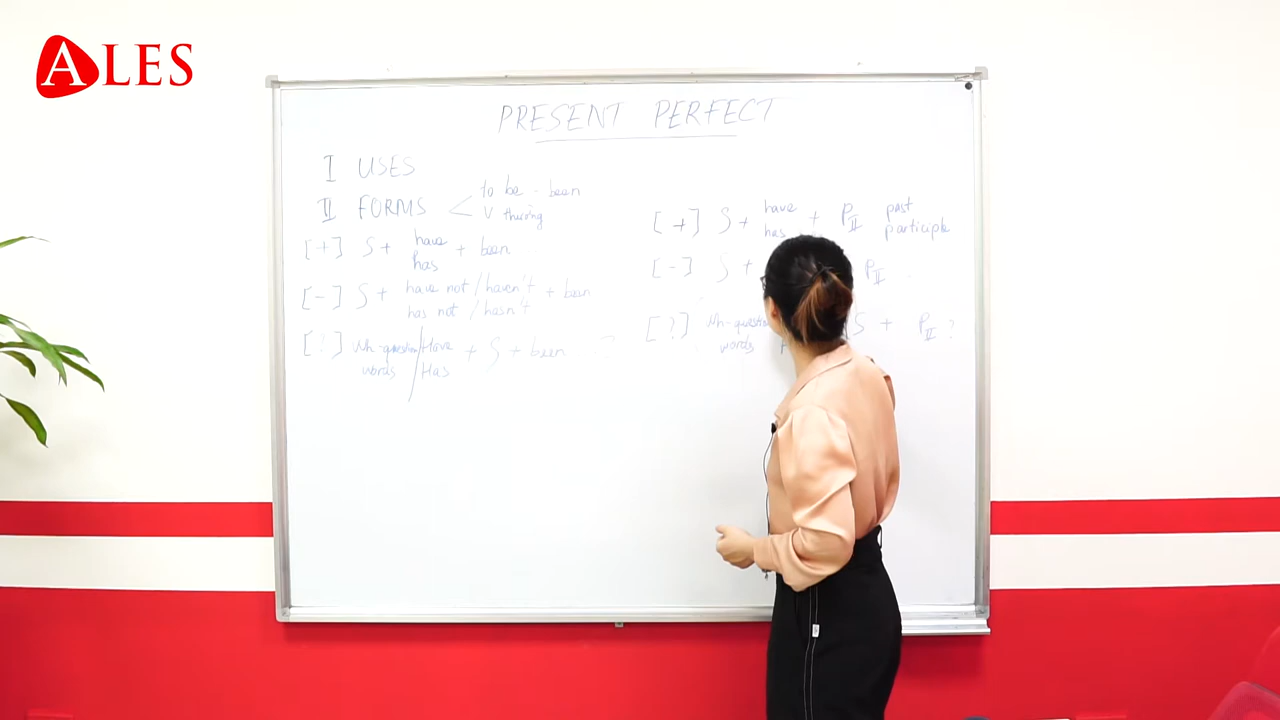 ALES
PRESENT PERFECT
I USES
II FORMS < to be - been
V thường
[+] S + have + been ...
has
[-] S + have not / haven't + been
has not / hasn't
[?] Wh-question / Have + S + been ... ?
words / Has
[+] S + have + PII past
has participle
[-] S + PII .
[?] Wh-question S + PII ?
words